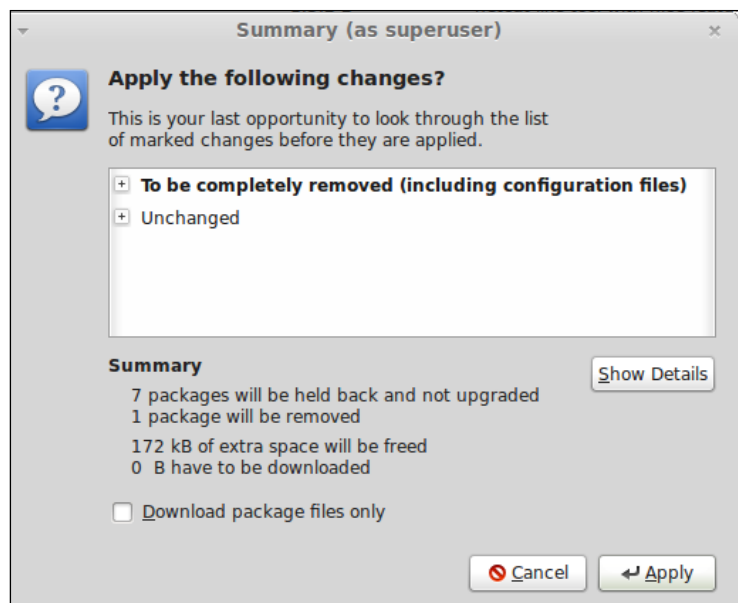 Summary (as superuser)
Apply the following changes?
This is your last opportunity to look through the list
of marked changes before they are applied.
To be completely removed (including configuration files)
Unchanged
Summary
Show Details
7 packages will be held back and not upgraded
1 package will be removed
172 kB of extra space will be freed
0 B have to be downloaded
Download package files only
Cancel
Apply